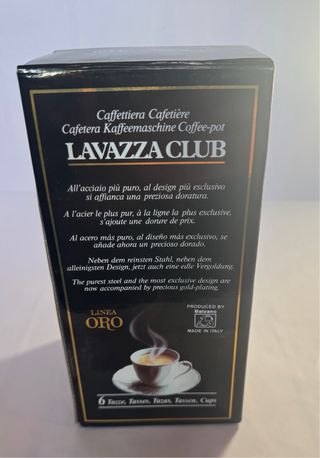 Caffettiera Cafetière
Cafetera Kaffeemaschine Coffee-pot
LAVAZZA CLUB
All'acciaio più puro, al design più esclusivo
si affianca una preziosa doratura.
A l'acier le plus pur, à la ligne la plus exclusive,
s'ajoute une dorure de prix.
Al acero más puro, al diseño más exclusivo, se
añade ahora un precioso dorado.
Neben dem reinsten Stahl, neben dem
alleinigsten Design, jetzt auch eine edle Vergoldung.
The purest steel and the most exclusive design are
now accompanied by precious gold-plating.
LINEA
ORO
PRODUCED BY
Balzano
MADE IN ITALY
6 Tazze, Tasses, Tazas, Tassen, Cups